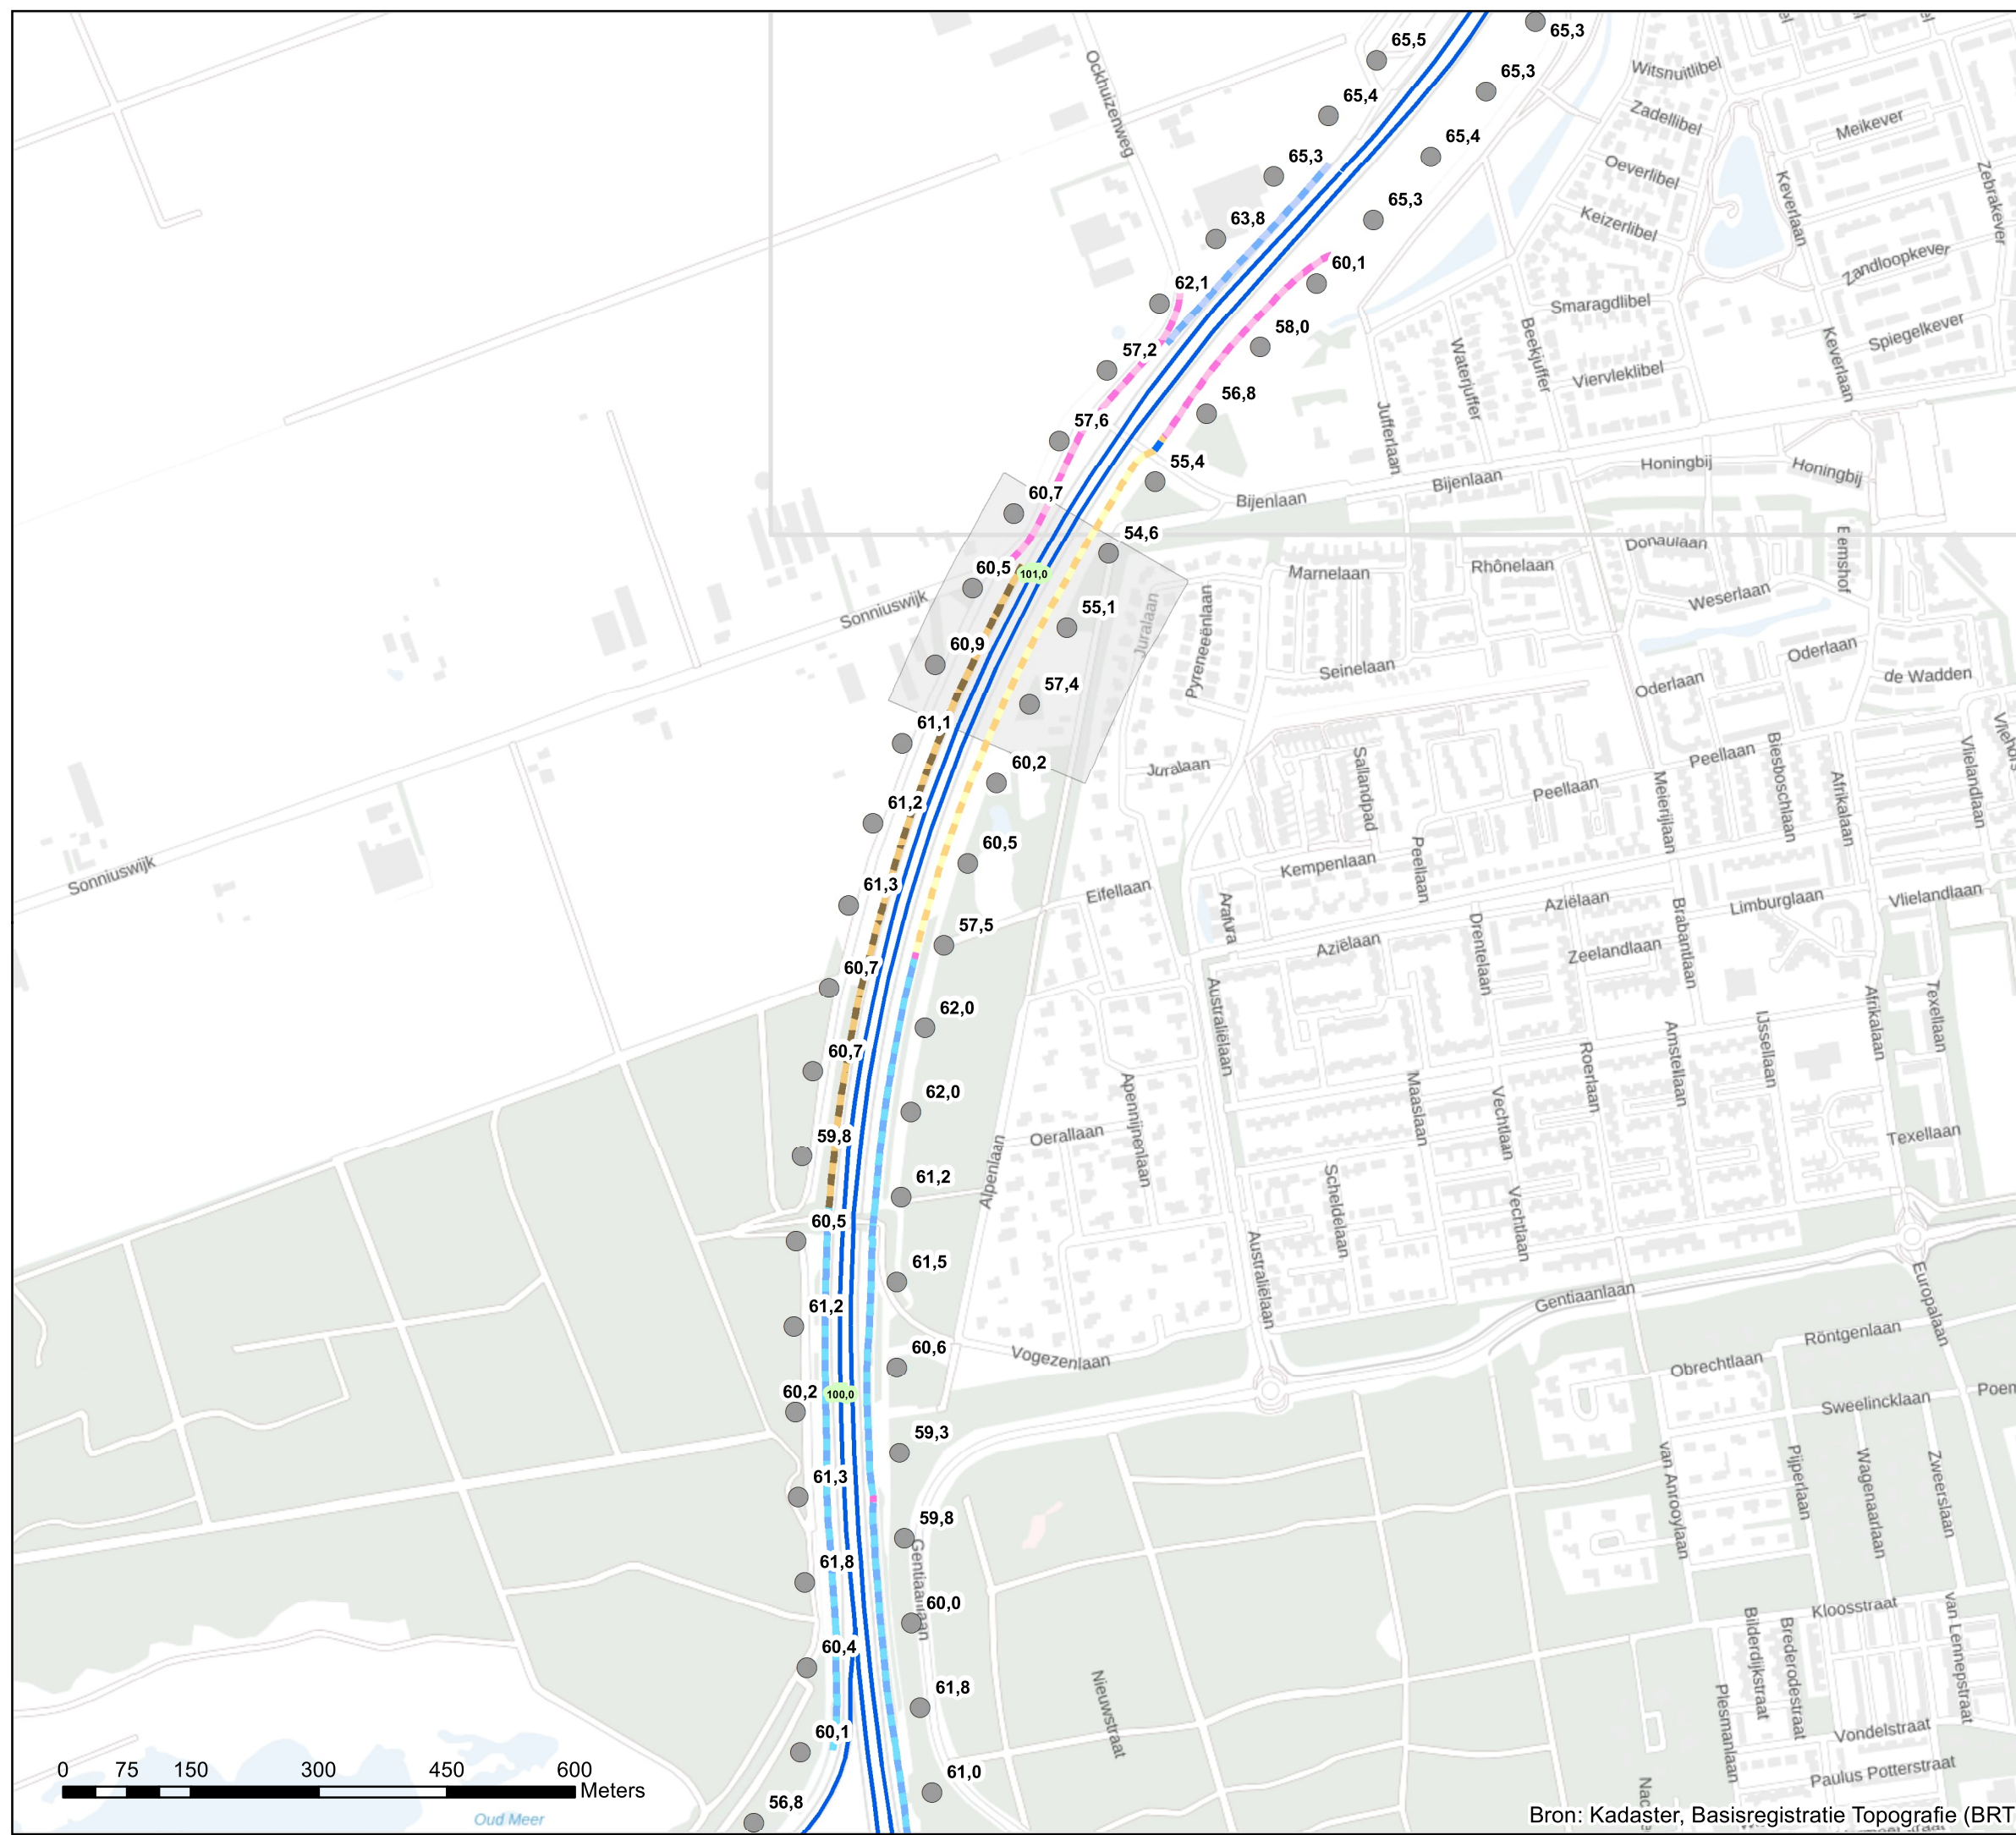 65,3
65,5
Witsnuitlibel
65,3
Ockhuizenweg
65,4
Zadellibel
Meikever
65,4
65,3
Oeverlibel
Zebrakever
Keverlaan
65,3
63,8
Keizerlibel
Zandloopkever
60,1
62,1
Smaragdlibel
58,0
Spiegelkever
57,2
Waterjuffer
Beekjuffer
Viervleklibel
Keverlaan
56,8
57,6
Jufferlaan
55,4
Honingbij
Honingbij
Bijenlaan
Bijenlaan
60,7
54,6
Donaulaan
Eemshof
60,5
101,0
Marnelaan
Rhônelaan
Sonniuswijk
55,1
Juralaan
Pyreneeënlaan
Weserlaan
60,9
Oderlaan
Seinelaan
Oderlaan
de Wadden
57,4
61,1
Juralaan
60,2
Sallandpad
Peellaan
Peellaan
Meierijlaan
Biesboschlaan
Afrikalaan
Vlielandlaan
61,2
60,5
Kempenlaan
Peellaan
Sonniuswijk
61,3
Eifellaan
Arafura
Aziëlaan
Limburglaan
Vlielandlaan
57,5
Aziëlaan
Drentelaan
Zeelandlaan
Brabantlaan
60,7
62,0
Australiëlaan
Afrikalaan
Texellaan
60,7
62,0
Apennijnenlaan
Maaslaan
Vechtlaan
Roerlaan
Amstellaan
IJssellaan
59,8
Oerallaan
Texellaan
61,2
Alpenlaan
Scheldelaan
Vechtlaan
60,5
61,5
Australiëlaan
Gentiaanlaan
Europalaan
61,2
60,6
Vogezenlaan
Röntgenlaan
Obrechtlaan
60,2
100,0
Sweelincklaan
59,3
61,3
van Anrooylaan
Pijperlaan
Wagenaarlaan
Zweerslaan
59,8
Gentiaanlaan
61,8
60,0
Kloosstraat
60,4
Bilderdijkstraat
Brederodestraat
van Lennepstraat
61,8
Nieuwstraat
Plesmanlaan
60,1
Vondelstraat
61,0
Paulus Potterstraat
0 75 150 300 450 600
Meters
56,8
Oud Meer
Bron: Kadaster, Basisregistratie Topografie (BRT